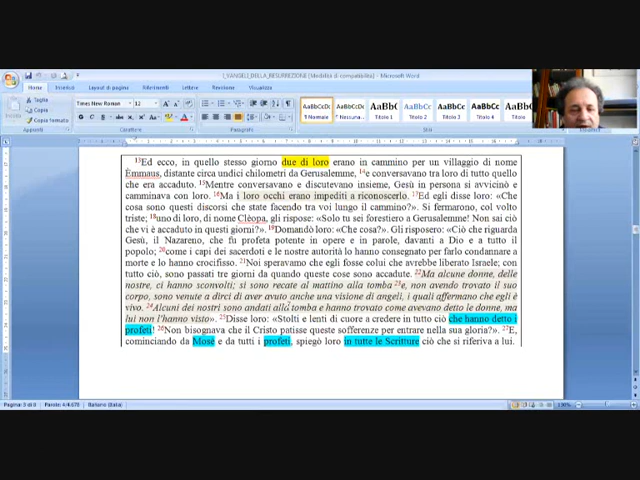 I_VANGELI_DELLA_RESURREZIONE [Modalità di compatibilità] - Microsoft Word
Home Inserisci Layout di pagina Riferimenti Lettere Revisione Visualizza
Taglia
Copia
Copia formato
Incolla
Appunti
Times New Roman 12
Carattere
Paragrafo
AaBbCcDc AaBbCcDc AaBbC AaBbCc AaBbC AaBbCc AaBbC
Normale Nessuna... Titolo 1 Titolo 2 Titolo 3 Titolo 4 Titolo 5
Stili
13Ed ecco, in quello stesso giorno due di loro erano in cammino per un villaggio di nome
Èmmaus, distante circa undici chilometri da Gerusalemme, 14e conversavano tra loro di tutto quello
che era accaduto. 15Mentre conversavano e discutevano insieme, Gesù in persona si avvicinò e
camminava con loro. 16Ma i loro occhi erano impediti a riconoscerlo. 17Ed egli disse loro: «Che
cosa sono questi discorsi che state facendo tra voi lungo il cammino?». Si fermarono, col volto
triste; 18uno di loro, di nome Clèopa, gli rispose: «Solo tu sei forestiero a Gerusalemme! Non sai ciò
che vi è accaduto in questi giorni?». 19Domandò loro: «Che cosa?». Gli risposero: «Ciò che riguarda
Gesù, il Nazareno, che fu profeta potente in opere e in parole, davanti a Dio e a tutto il
popolo; 20come i capi dei sacerdoti e le nostre autorità lo hanno consegnato per farlo condannare a
morte e lo hanno crocifisso. 21Noi speravamo che egli fosse colui che avrebbe liberato Israele; con
tutto ciò, sono passati tre giorni da quando queste cose sono accadute. 22Ma alcune donne, delle
nostre, ci hanno sconvolti; si sono recate al mattino alla tomba 23e, non avendo trovato il suo
corpo, sono venute a dirci di aver avuto anche una visione di angeli, i quali affermano che egli è
vivo. 24Alcuni dei nostri sono andati alla tomba e hanno trovato come avevano detto le donne, ma
lui non l'hanno visto». 25Disse loro: «Stolti e lenti di cuore a credere in tutto ciò che hanno detto i
profeti! 26Non bisognava che il Cristo patisse queste sofferenze per entrare nella sua gloria?». 27E,
cominciando da Mosè e da tutti i profeti, spiegò loro in tutte le Scritture ciò che si riferiva a lui.
Italiano (Italia)